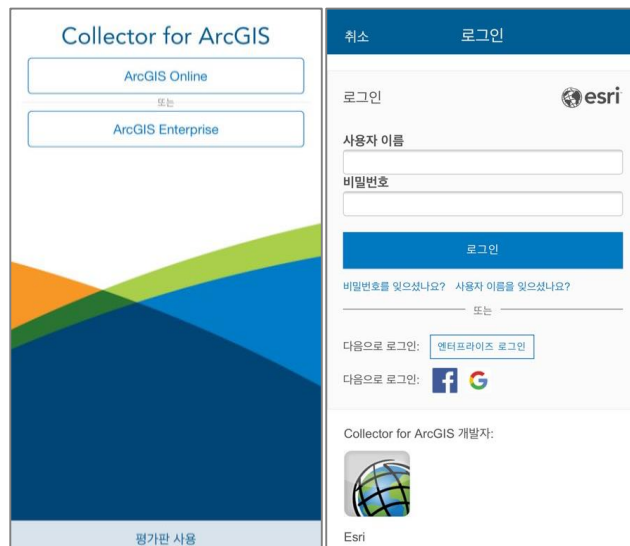 Collector for ArcGIS
ArcGIS Online
또는
ArcGIS Enterprise
평가판 사용
취소 로그인
로그인 esri
사용자 이름
비밀번호
로그인
비밀번호를 잊으셨나요? 사용자 이름을 잊으셨나요?
또는
다음으로 로그인: 엔터프라이즈 로그인
다음으로 로그인: f G
Collector for ArcGIS 개발자:
Esri